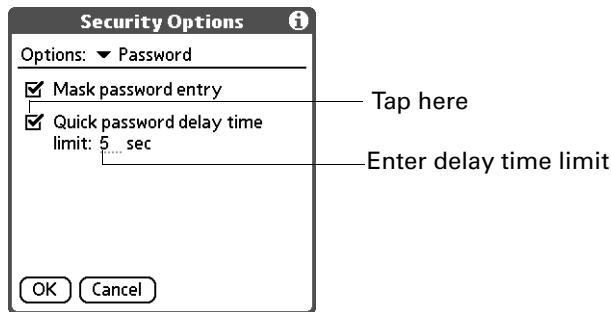 Security Options i
Options: Password
Mask password entry
Tap here
Quick password delay time
limit: 5 sec
Enter delay time limit
OK Cancel